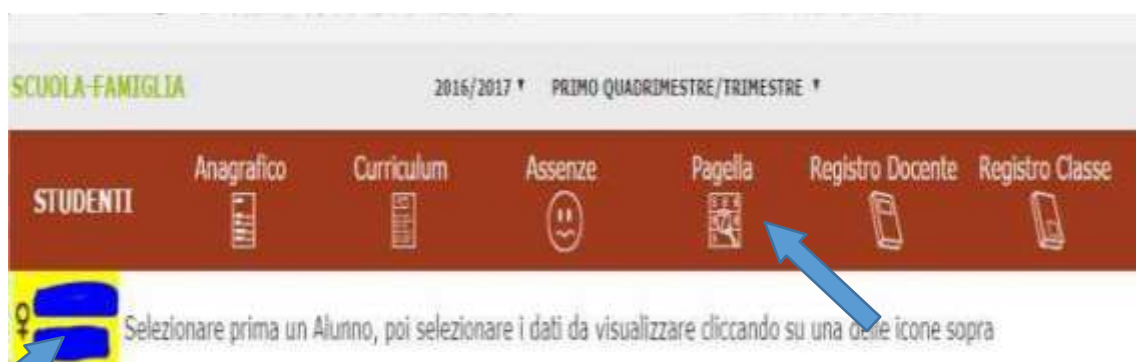 SCUOLA-FAMIGLIA 2016/2017 PRIMO QUADRIMESTRE/TRIMESTRE
STUDENTI Anagrafico Curriculum Assenze Pagella Registro Docente Registro Classe
Selezionare prima un Alunno, poi selezionare i dati da visualizzare cliccando su una delle icone sopra